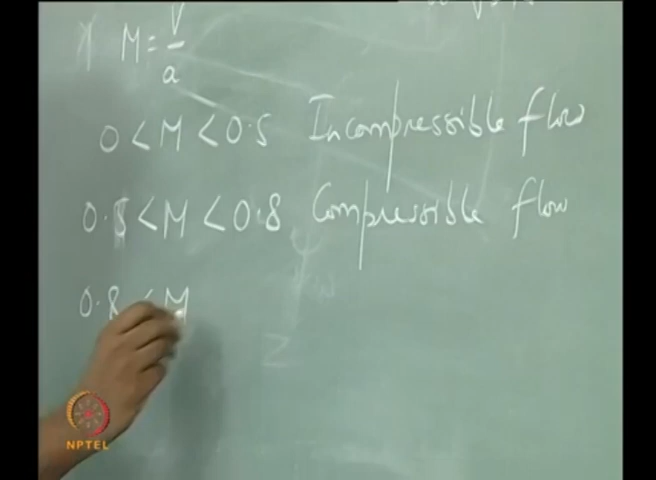 M = V/a
0 < M < 0.5 Incompressible flow
0.5 < M < 0.8 Compressible flow
0.8 < M
NPTEL